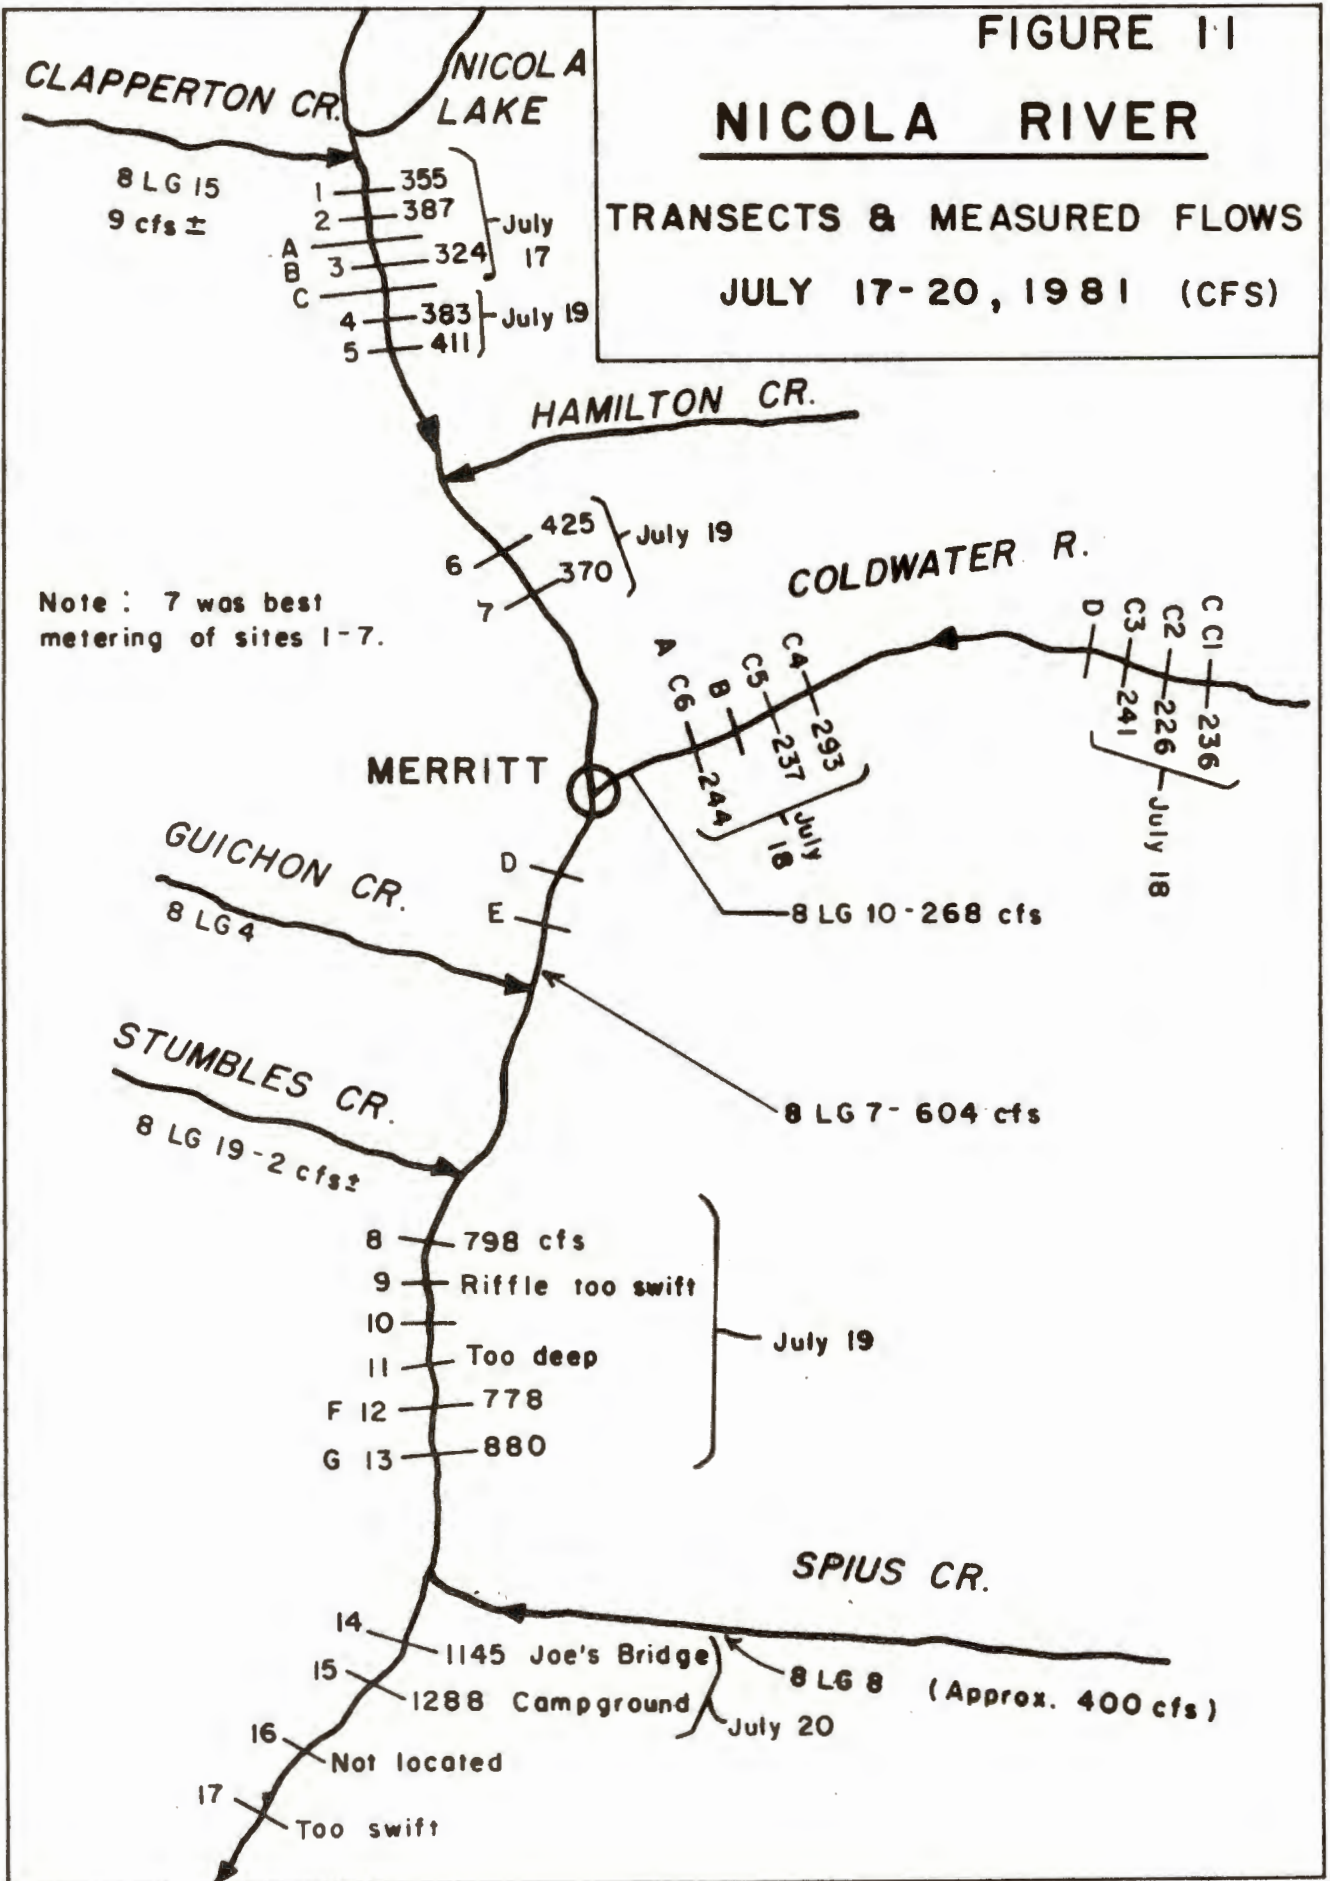 FIGURE 11
NICOLA RIVER
TRANSECTS & MEASURED FLOWS
JULY 17-20, 1981 (CFS)
NICOLA
LAKE
CLAPPERTON CR.
8 LG 15
9 cfs ±
1 355
2 387
A
B 3 324
July
17
C
4 383
5 411
July 19
HAMILTON CR.
6 425
7 370
July 19
Note : 7 was best
metering of sites 1-7.
COLDWATER R.
C C1 236
C2 226
C3 241
D
July 18
C4 293
C5 237
B
A C6 244
July
18
MERRITT
8 LG 10-268 cfs
D
E
GUICHON CR.
8 LG 4
8 LG 7- 604 cfs
STUMBLES CR.
8 LG 19-2 cfs±
8 798 cfs
9 Riffle too swift
10
11 Too deep
F 12 778
G 13 880
July 19
SPIUS CR.
8 LG 8 (Approx. 400 cfs)
14 1145 Joe's Bridge
15 1288 Campground
July 20
16 Not located
17 Too swift